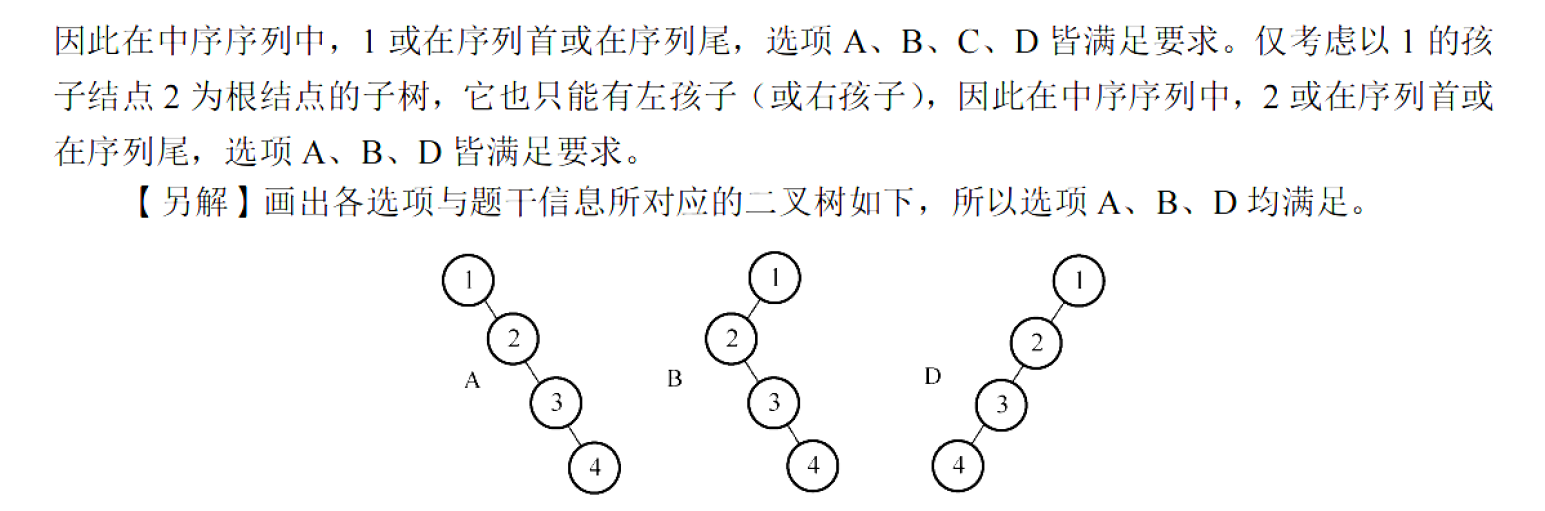 因此在中序序列中，1 或在序列首或在序列尾，选项 A、B、C、D 皆满足要求。仅考虑以 1 的孩
子结点 2 为根结点的子树，它也只能有左孩子（或右孩子），因此在中序序列中，2 或在序列首或
在序列尾，选项 A、B、D 皆满足要求。
【另解】画出各选项与题干信息所对应的二叉树如下，所以选项 A、B、D 均满足。
1
2
A
3
4
1
2
B
3
4
1
2
D
3
4